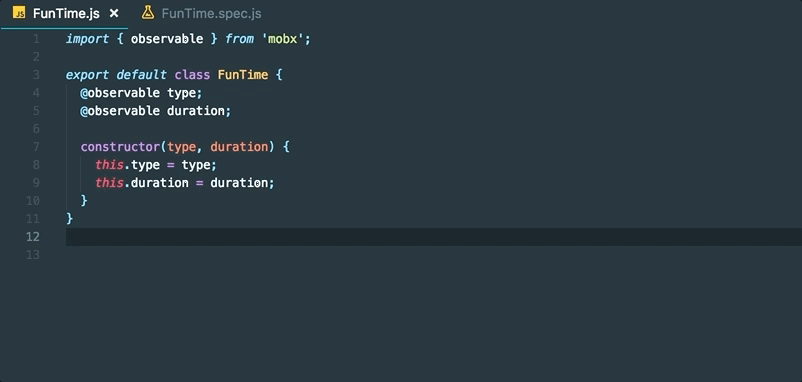 JS FunTime.js × FunTime.spec.js
1 import { observable } from 'mobx';
2
3 export default class FunTime {
4 @observable type;
5 @observable duration;
6
7 constructor(type, duration) {
8 this.type = type;
9 this.duration = duration;
10 }
11 }
12
13